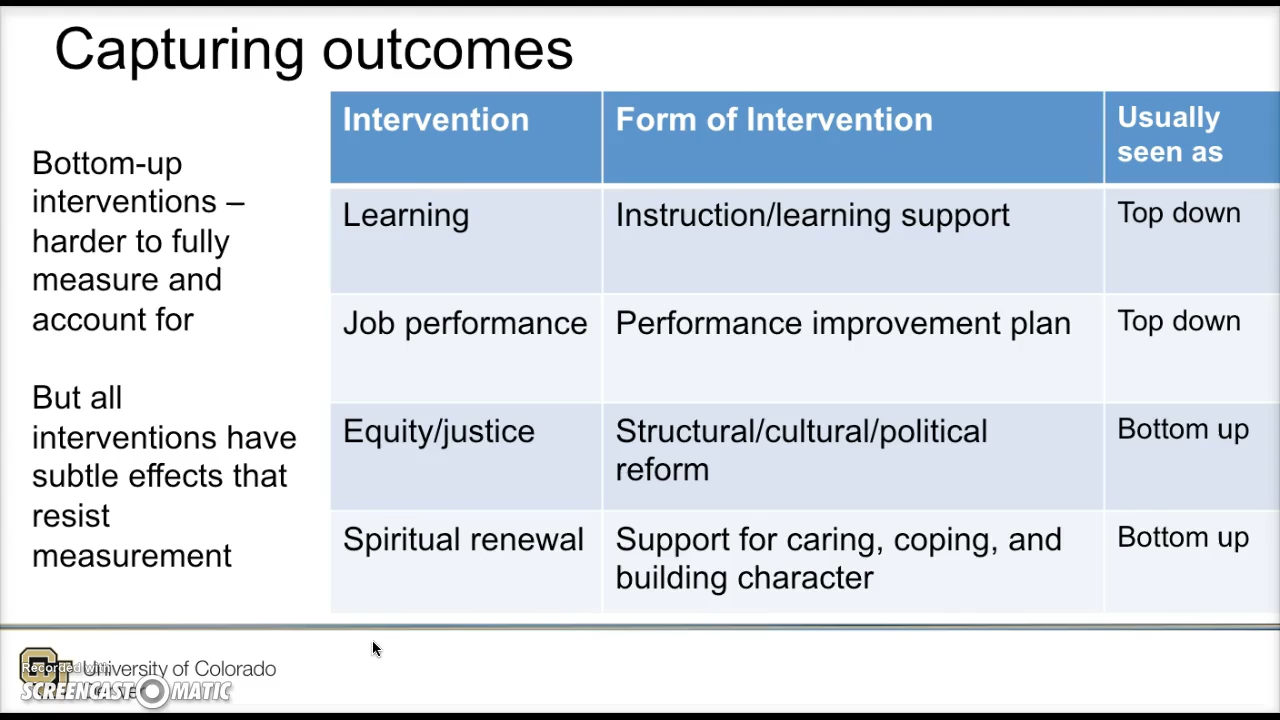 Capturing outcomes
Bottom-up
interventions –
harder to fully
measure and
account for
But all
interventions have
subtle effects that
resist
measurement
Intervention Form of Intervention Usually
seen as
Learning Instruction/learning support Top down
Job performance Performance improvement plan Top down
Equity/justice Structural/cultural/political Bottom up
reform
Spiritual renewal Support for caring, coping, and Bottom up
building character
University of Colorado
Recorded with
SCREENCAST MATIC